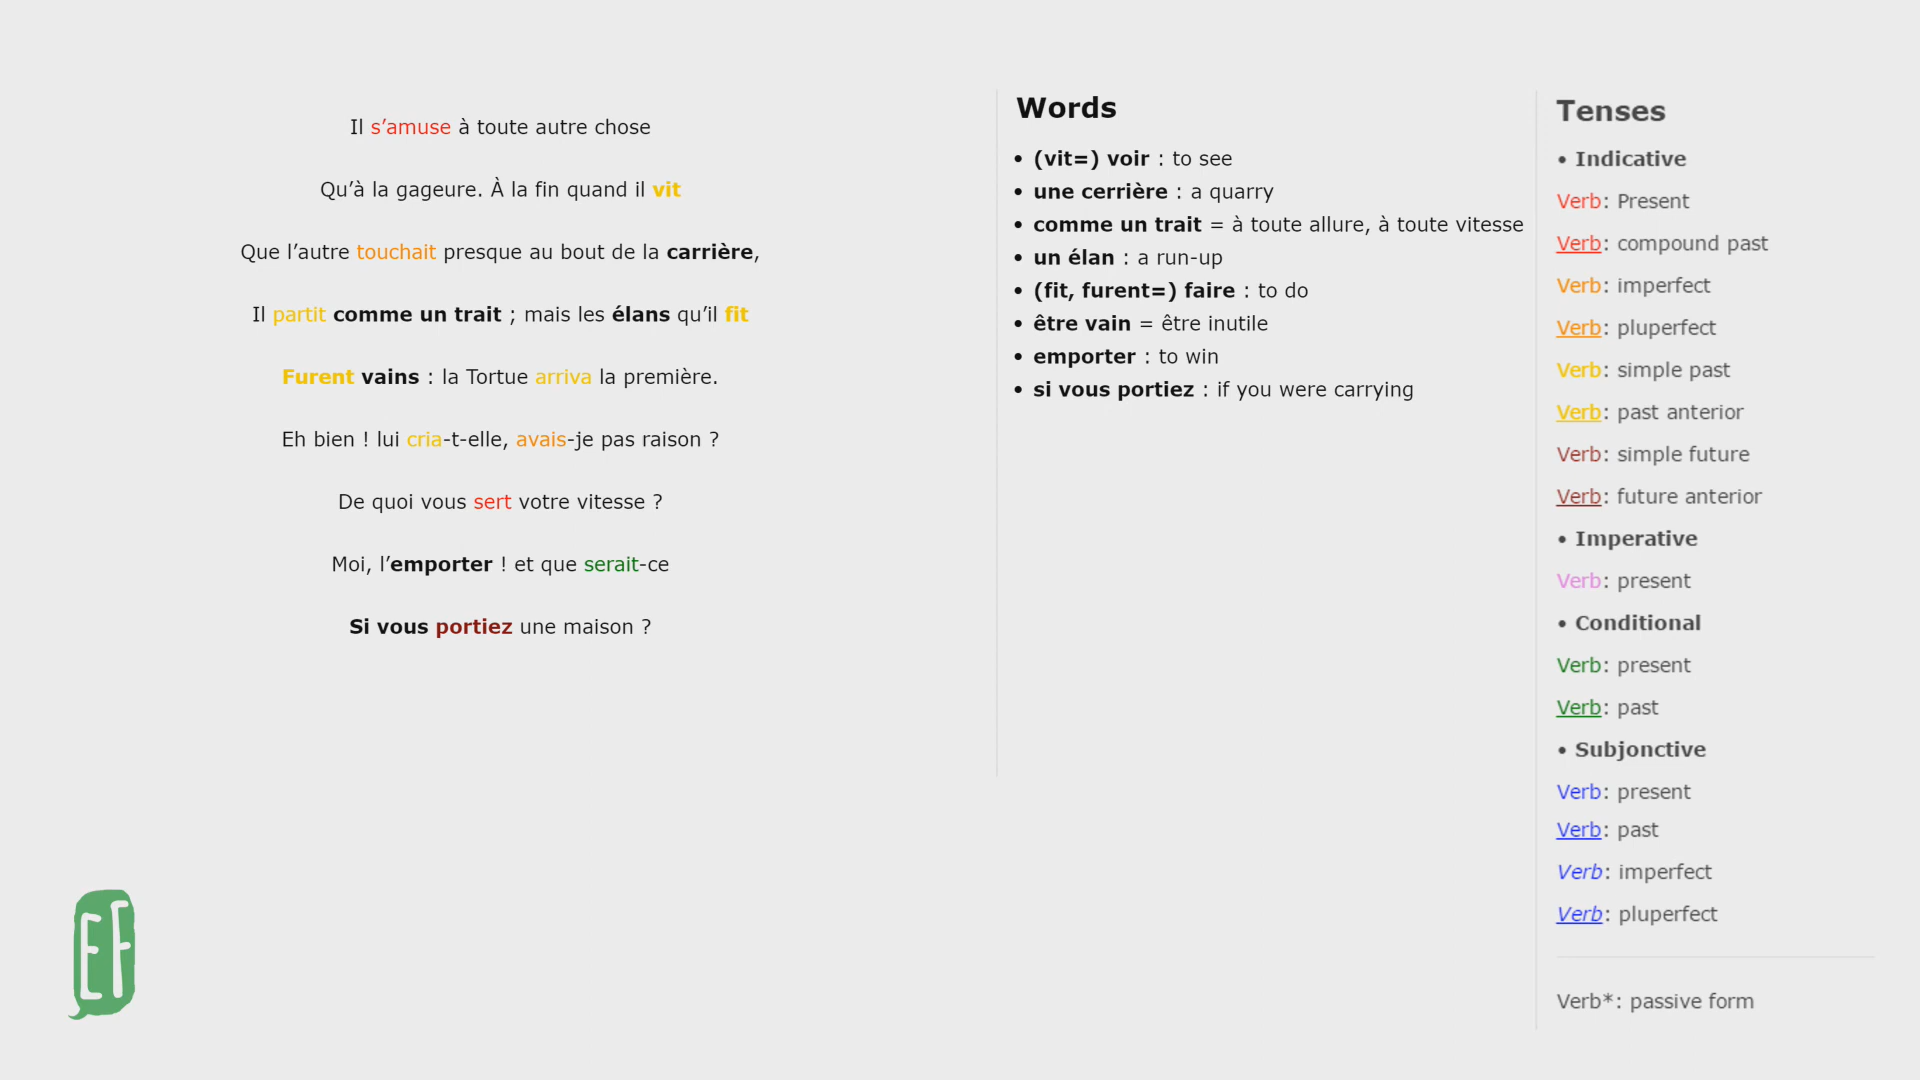 Il s’amuse à toute autre chose
Qu’à la gageure. À la fin quand il vit
Que l’autre touchait presque au bout de la carrière,
Il partit comme un trait ; mais les élans qu’il fit
Furent vains : la Tortue arriva la première.
Eh bien ! lui cria-t-elle, avais-je pas raison ?
De quoi vous sert votre vitesse ?
Moi, l’emporter ! et que serait-ce
Si vous portiez une maison ?
Words
• (vit=) voir : to see
• une cerrière : a quarry
• comme un trait = à toute allure, à toute vitesse
• un élan : a run-up
• (fit, furent=) faire : to do
• être vain = être inutile
• emporter : to win
• si vous portiez : if you were carrying
Tenses
• Indicative
Verb: Present
Verb: compound past
Verb: imperfect
Verb: pluperfect
Verb: simple past
Verb: past anterior
Verb: simple future
Verb: future anterior
• Imperative
Verb: present
• Conditional
Verb: present
Verb: past
• Subjonctive
Verb: present
Verb: past
Verb: imperfect
Verb: pluperfect
Verb*: passive form
EF